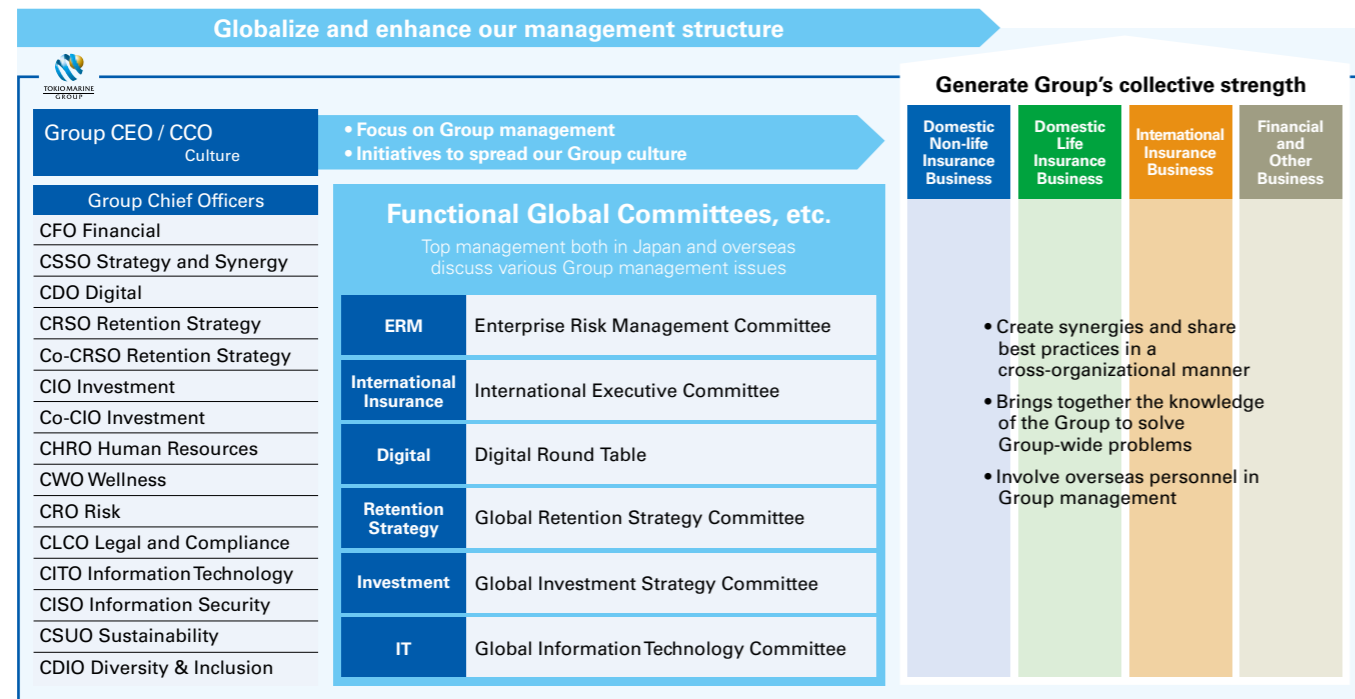 Globalize and enhance our management structure
TOKIO MARINE
GROUP
Group CEO / CCO
Culture
• Focus on Group management
• Initiatives to spread our Group culture
Group Chief Officers
CFO Financial
CSSO Strategy and Synergy
CDO Digital
CRSO Retention Strategy
Co-CRSO Retention Strategy
CIO Investment
Co-CIO Investment
CHRO Human Resources
CWO Wellness
CRO Risk
CLCO Legal and Compliance
CITO Information Technology
CISO Information Security
CSUO Sustainability
CDIO Diversity & Inclusion
Functional Global Committees, etc.
Top management both in Japan and overseas
discuss various Group management issues
ERM
Enterprise Risk Management Committee
International
Insurance
International Executive Committee
Digital
Digital Round Table
Retention
Strategy
Global Retention Strategy Committee
Investment
Global Investment Strategy Committee
IT
Global Information Technology Committee
Generate Group's collective strength
Domestic
Non-life
Insurance
Business
Domestic
Life
Insurance
Business
International
Insurance
Business
Financial
and
Other
Business
• Create synergies and share
best practices in a
cross-organizational manner
• Brings together the knowledge
of the Group to solve
Group-wide problems
• Involve overseas personnel in
Group management